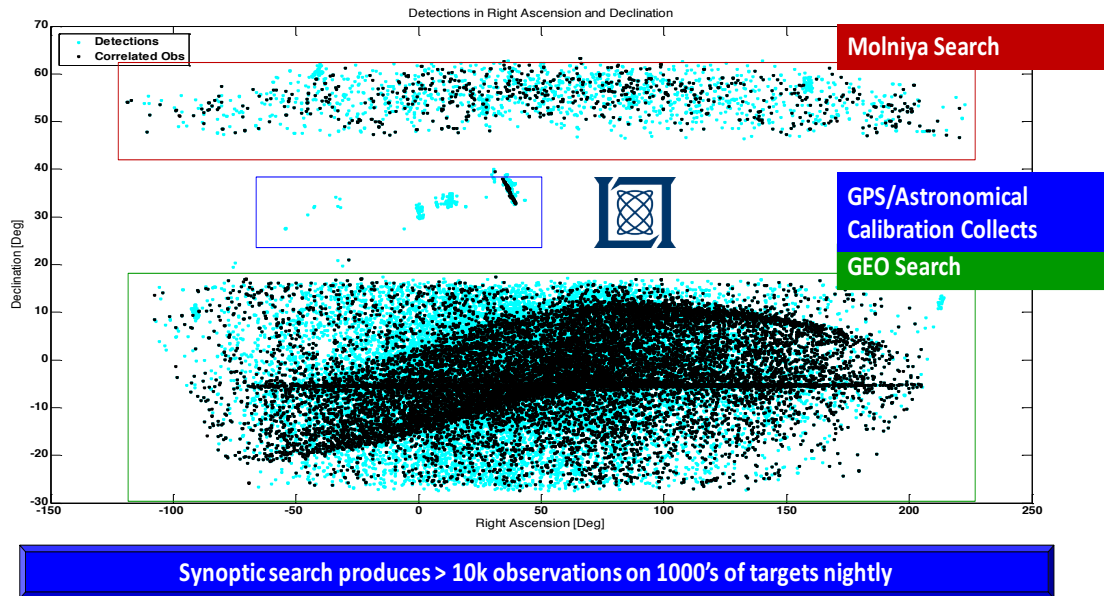 Detections in Right Ascension and Declination
Detections
Correlated Obs
Molniya Search
GPS/Astronomical
Calibration Collects
GEO Search
Declination [Deg]
70
60
50
40
30
20
10
0
-10
-20
-30
-150
-100
-50
0
50
100
150
200
250
Right Ascension [Deg]
Synoptic search produces > 10k observations on 1000's of targets nightly